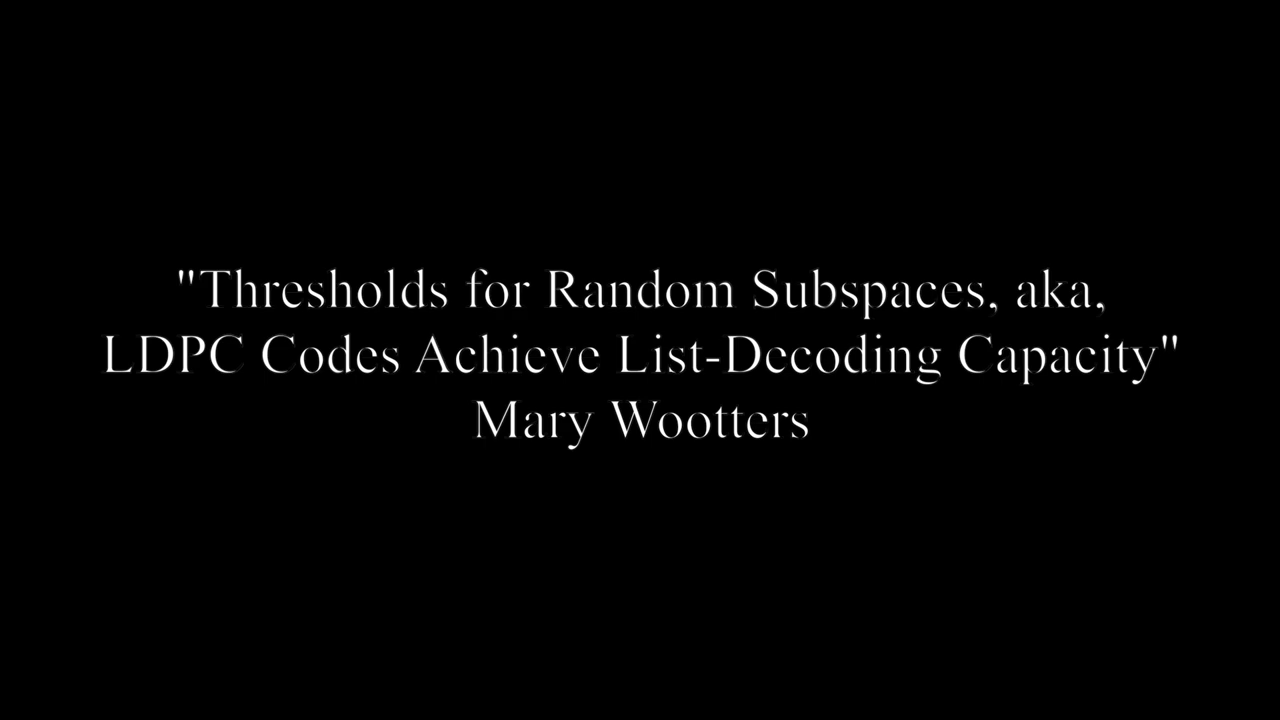 "Thresholds for Random Subspaces, aka,
LDPC Codes Achieve List-Decoding Capacity"
Mary Wootters